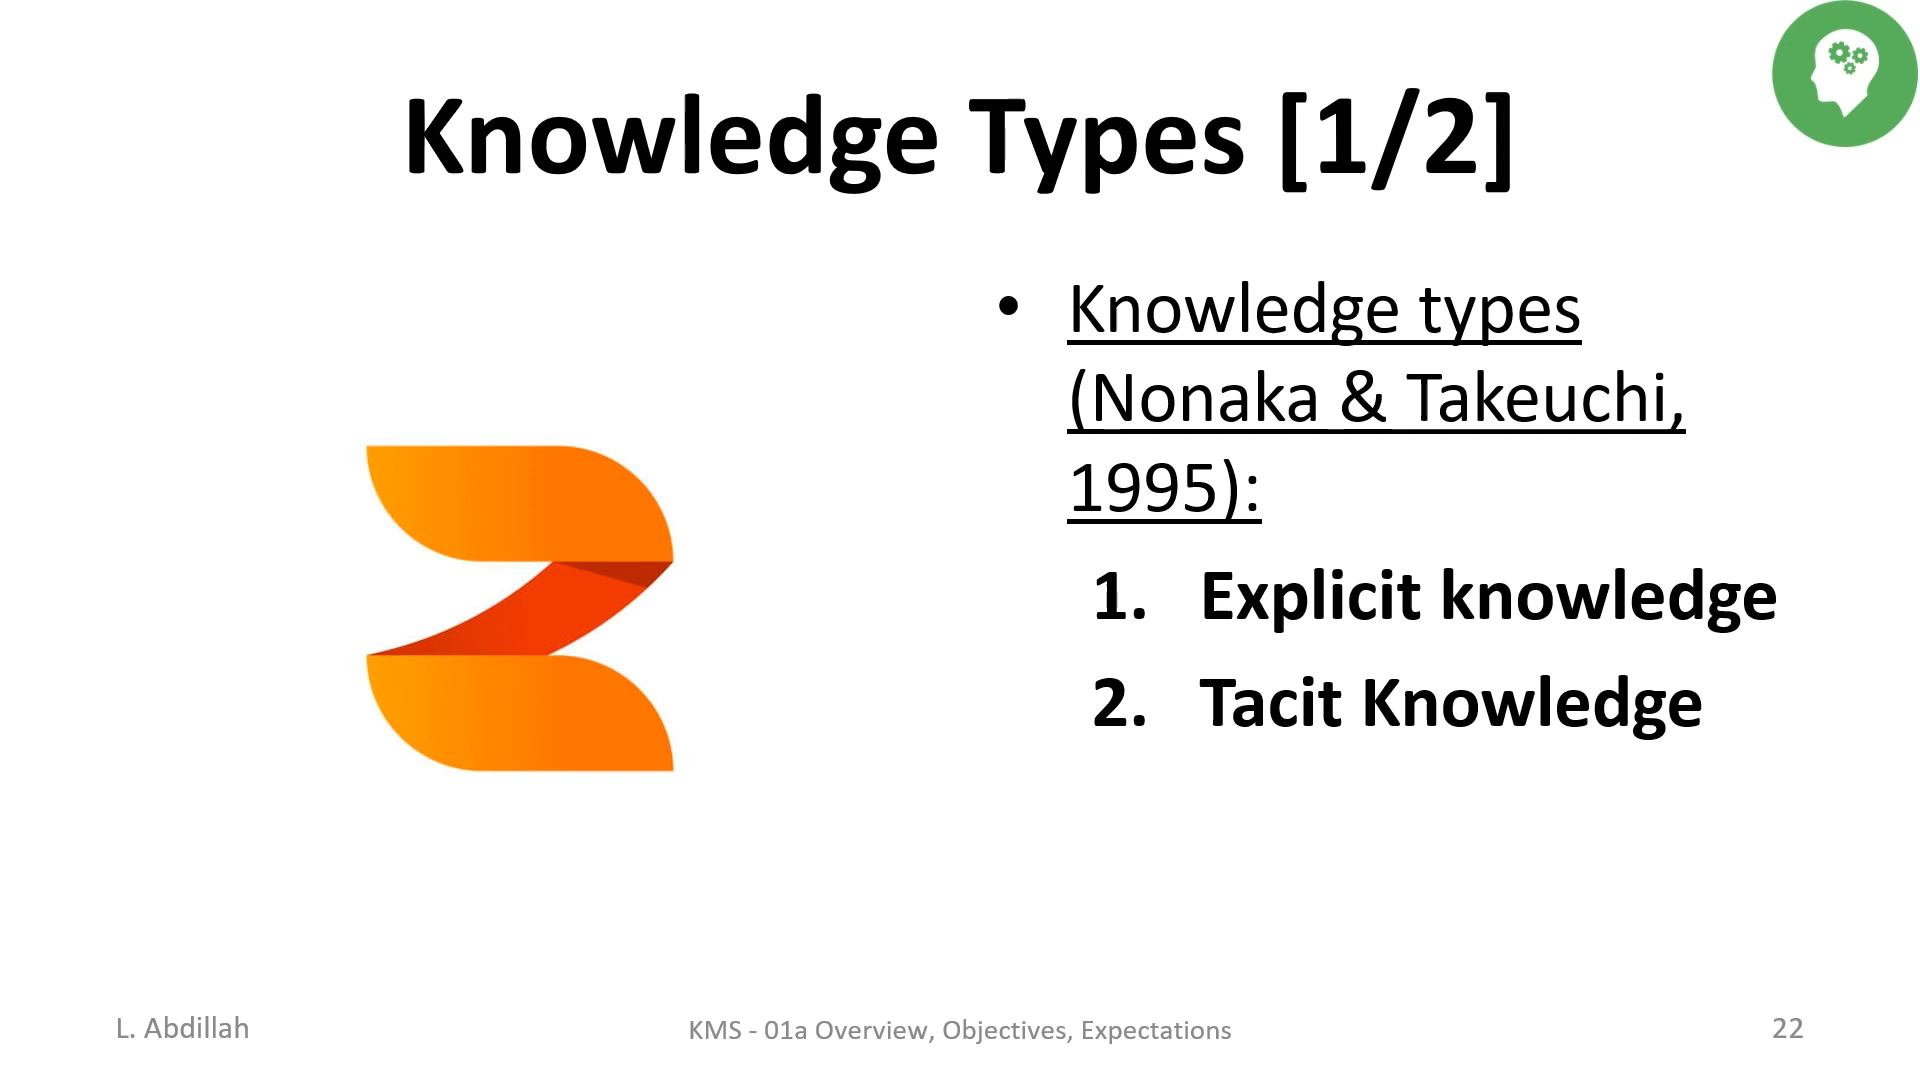 Knowledge Types [1/2]
• Knowledge types
(Nonaka & Takeuchi,
1995):
1. Explicit knowledge
2. Tacit Knowledge
L. Abdillah
KMS - 01a Overview, Objectives, Expectations
22